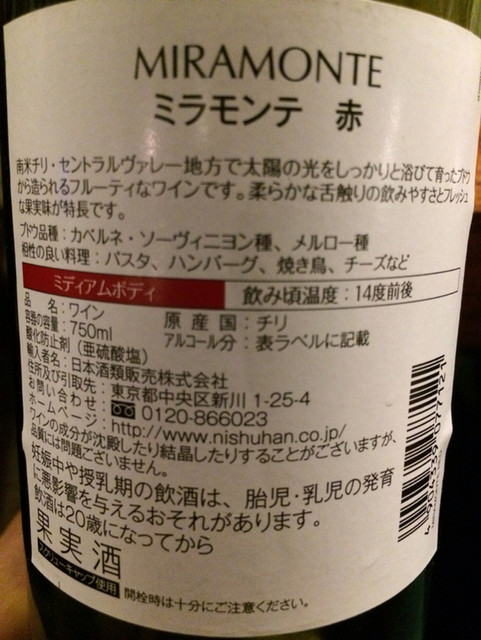 MIRAMONTE
ミラモンテ 赤
南米チリ・セントラルヴァレー地方で太陽の光をしっかりと浴びて育ったブドウ
から造られるフルーティなワインです。柔らかな舌触りの飲みやすさとフレッシュ
な果実味が特長です。
ブドウ品種：カベルネ・ソーヴィニヨン種、メルロー種
相性の良い料理：パスタ、ハンバーグ、焼き鳥、チーズなど
ミディアムボディ 飲み頃温度：14度前後
品 名：ワイン
容器の容量：750ml 原産国：チリ
酸化防止剤（亜硫酸塩） アルコール分：表ラベルに記載
輸入者名：日本酒類販売株式会社
住所及び引取先：東京都中央区新川 1-25-4
お問い合わせ：0120-866023
ホームページ：http://www.nishuhan.co.jp/
ワインの成分が沈殿したり結晶したりすることがございますが、
品質には問題ございません。
妊娠中や授乳期の飲酒は、胎児・乳児の発育
に悪影響を与えるおそれがあります。
飲酒は20歳になってから
果実酒
スクリューキャップ使用 開栓時は十分にご注意ください。